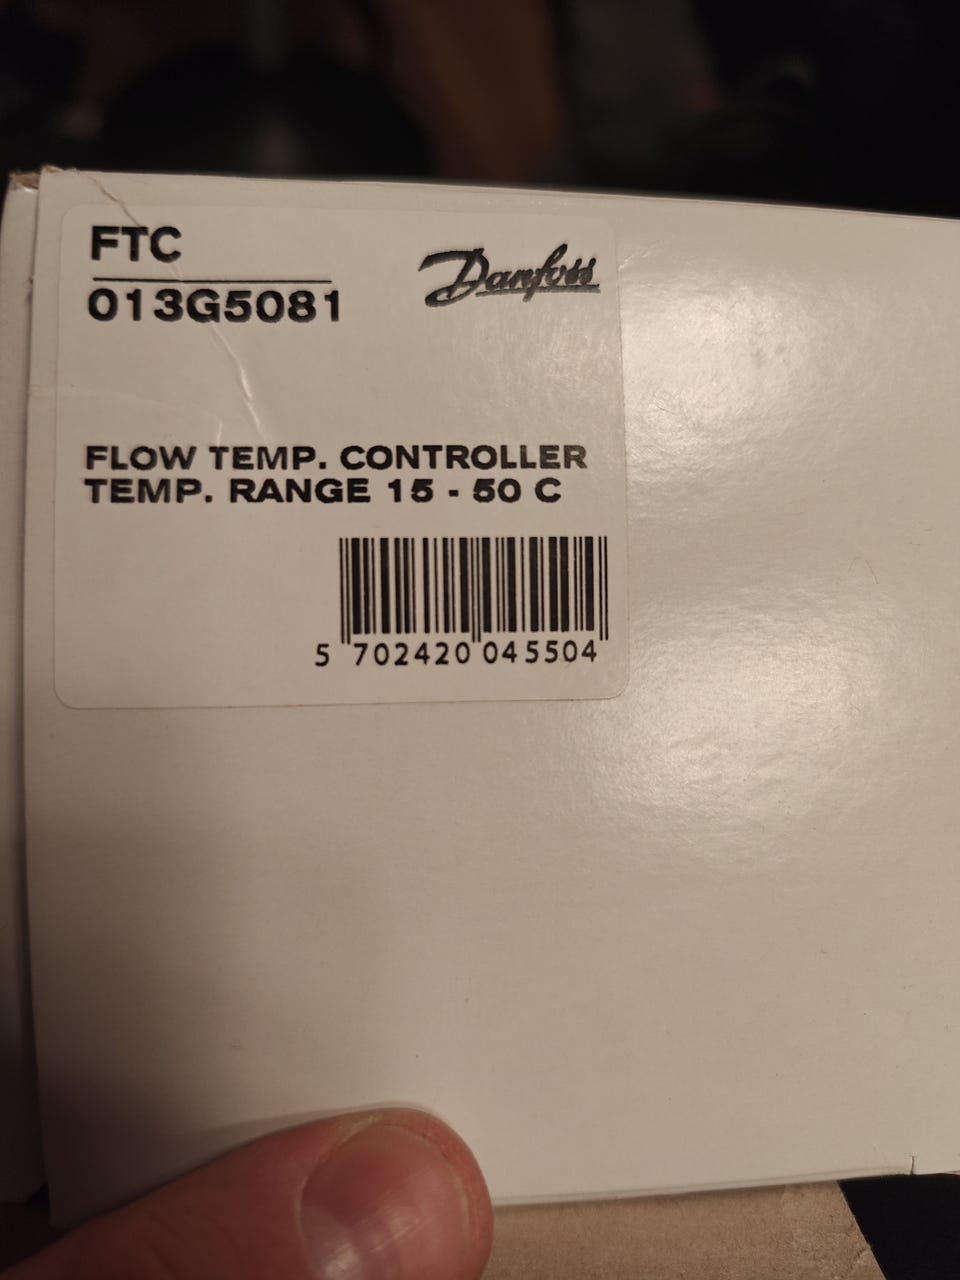 FTC
Danfoss
013G5081
FLOW TEMP. CONTROLLER
TEMP. RANGE 15 - 50 C
5 702420 045504